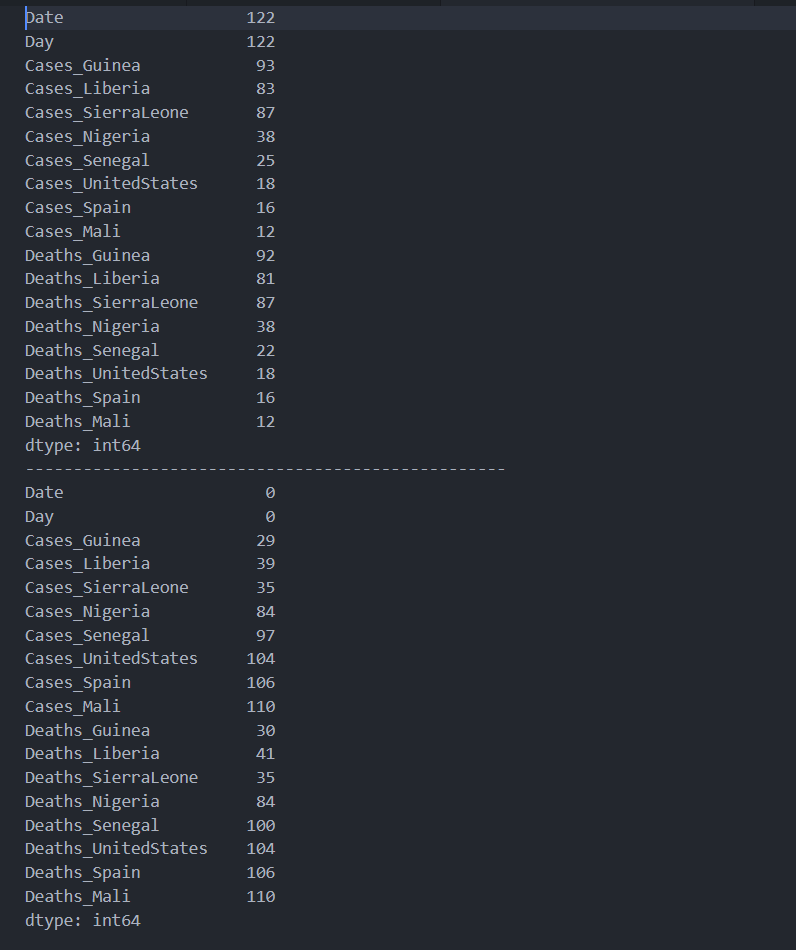 Date 122
Day 122
Cases_Guinea 93
Cases_Liberia 83
Cases_SierraLeone 87
Cases_Nigeria 38
Cases_Senegal 25
Cases_UnitedStates 18
Cases_Spain 16
Cases_Mali 12
Deaths_Guinea 92
Deaths_Liberia 81
Deaths_SierraLeone 87
Deaths_Nigeria 38
Deaths_Senegal 22
Deaths_UnitedStates 18
Deaths_Spain 16
Deaths_Mali 12
dtype: int64
--------------------------------------------------
Date 0
Day 0
Cases_Guinea 29
Cases_Liberia 39
Cases_SierraLeone 35
Cases_Nigeria 84
Cases_Senegal 97
Cases_UnitedStates 104
Cases_Spain 106
Cases_Mali 110
Deaths_Guinea 30
Deaths_Liberia 41
Deaths_SierraLeone 35
Deaths_Nigeria 84
Deaths_Senegal 100
Deaths_UnitedStates 104
Deaths_Spain 106
Deaths_Mali 110
dtype: int64